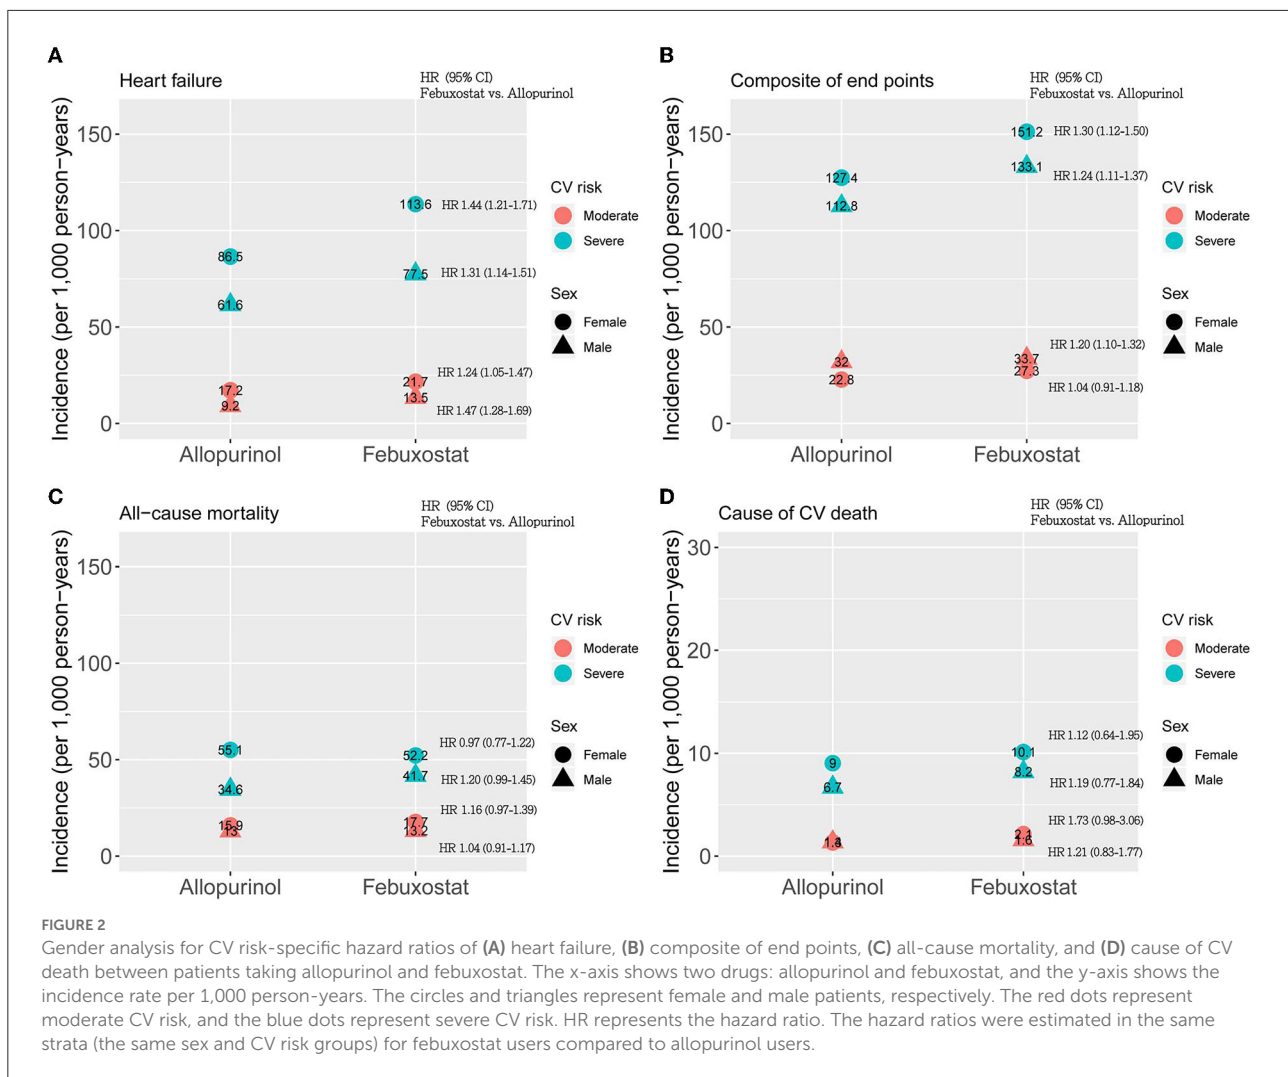 A
Heart failure
HR (95% CI)
Febuxostat vs. Allopurinol
Incidence (per 1,000 person−years)
150
100
50
0
86.5
61.6
17.2
9.2
113.6
77.5
21.7
13.5
HR 1.44 (1.21-1.71)
HR 1.31 (1.14-1.51)
HR 1.24 (1.05-1.47)
HR 1.47 (1.28-1.69)
Allopurinol
Febuxostat
CV risk
Moderate
Severe
Sex
Female
Male
B
Composite of end points
HR (95% CI)
Febuxostat vs. Allopurinol
Incidence (per 1,000 person−years)
150
100
50
0
127.4
112.8
32
22.8
151.2
133.1
33.7
27.3
HR 1.30 (1.12-1.50)
HR 1.24 (1.11-1.37)
HR 1.20 (1.10-1.32)
HR 1.04 (0.91-1.18)
Allopurinol
Febuxostat
CV risk
Moderate
Severe
Sex
Female
Male
C
All−cause mortality
HR (95% CI)
Febuxostat vs. Allopurinol
Incidence (per 1,000 person−years)
150
100
50
0
55.1
34.6
15.9
13
52.2
41.7
17.7
13.2
HR 0.97 (0.77-1.22)
HR 1.20 (0.99-1.45)
HR 1.16 (0.97-1.39)
HR 1.04 (0.91-1.17)
Allopurinol
Febuxostat
CV risk
Moderate
Severe
Sex
Female
Male
D
Cause of CV death
HR (95% CI)
Febuxostat vs. Allopurinol
Incidence (per 1,000 person−years)
30
20
10
0
9
6.7
10.1
8.2
2.1
1.6
HR 1.12 (0.64-1.95)
HR 1.19 (0.77-1.84)
HR 1.73 (0.98-3.06)
HR 1.21 (0.83-1.77)
Allopurinol
Febuxostat
CV risk
Moderate
Severe
Sex
Female
Male
FIGURE 2
Gender analysis for CV risk-specific hazard ratios of (A) heart failure, (B) composite of end points, (C) all-cause mortality, and (D) cause of CV
death between patients taking allopurinol and febuxostat. The x-axis shows two drugs: allopurinol and febuxostat, and the y-axis shows the
incidence rate per 1,000 person-years. The circles and triangles represent female and male patients, respectively. The red dots represent
moderate CV risk, and the blue dots represent severe CV risk. HR represents the hazard ratio. The hazard ratios were estimated in the same
strata (the same sex and CV risk groups) for febuxostat users compared to allopurinol users.